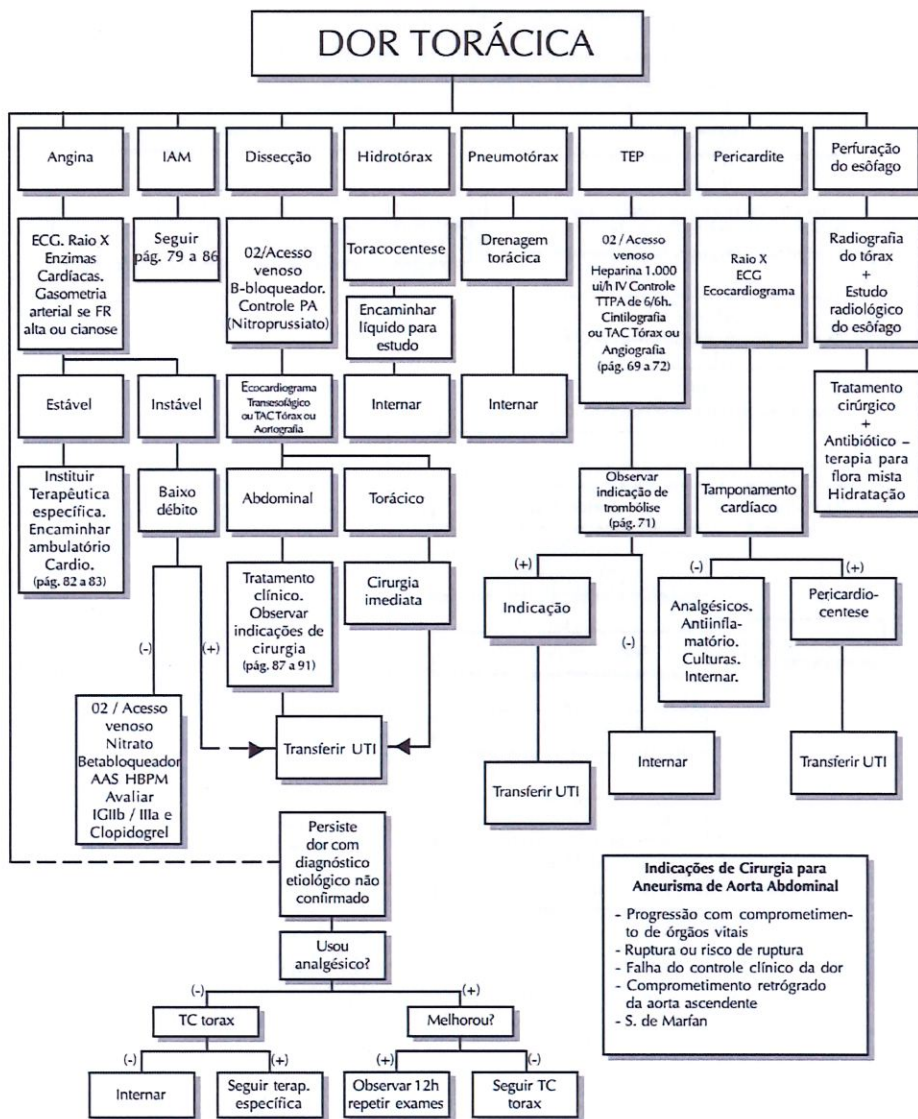 DOR TORÁCICA
Angina
IAM
Dissecção
Hidrotórax
Pneumotórax
TEP
Pericardite
Perfuração
do esôfago
ECG. Raio X
Enzimas
Cardíacas.
Gasometria
arterial se FR
alta ou cianose
Seguir
pág. 79 a 86
02/Acesso
venoso
B-bloqueador.
Controle PA
(Nitroprussiato)
Toracocentese
Drenagem
torácica
02/Acesso
venoso
Heparina 1.000
ui/h IV Controle
TTPA de 6/6h.
Cintilografia
ou TAC Tórax ou
Angiografia
(pág. 69 a 72)
Raio X
ECG
Ecocardiograma
Radiografia
do tórax
+
Estudo
radiológico
do esôfago
Encaminhar
líquido para
estudo
Estável
Instável
Ecocardiograma
Transesofágico
ou TAC Tórax ou
Aortografia
Internar
Internar
Tratamento
cirúrgico
+
Antibiótico –
terapia para
flora mista
Hidratação
Instituir
Terapêutica
específica.
Encaminhar
ambulatório
Cardio.
(pág. 82 a 83)
Baixo
débito
Abdominal
Torácico
Observar
indicação de
trombólise
(pág. 71)
Tamponamento
cardíaco
(-)
(+)
Tratamento
clínico.
Observar
indicações de
cirurgia
(pág. 87 a 91)
Cirurgia
imediata
(+)
(-)
Indicação
(-)
(+)
Analgésicos.
Antiinfla-
matório.
Culturas.
Internar.
Pericardio-
centese
02 / Acesso
venoso
Nitrato
Betabloqueador
AAS HBPM
Avaliar
IGIIb / IIIa e
Clopidogrel
Transferir UTI
Transferir UTI
Internar
Transferir UTI
Persiste
dor com
diagnóstico
etiológico não
confirmado
Usou
analgésico?
(-)
(+)
TC torax
Melhorou?
(-)
(+)
(+)
(-)
Internar
Seguir terap.
específica
Observar 12h
repetir exames
Seguir TC
torax
Indicações de Cirurgia para
Aneurisma de Aorta Abdominal
- Progressão com comprometimen-
to de órgãos vitais
- Ruptura ou risco de ruptura
- Falha do controle clínico da dor
- Comprometimento retrógrado
da aorta ascendente
- S. de Marfan